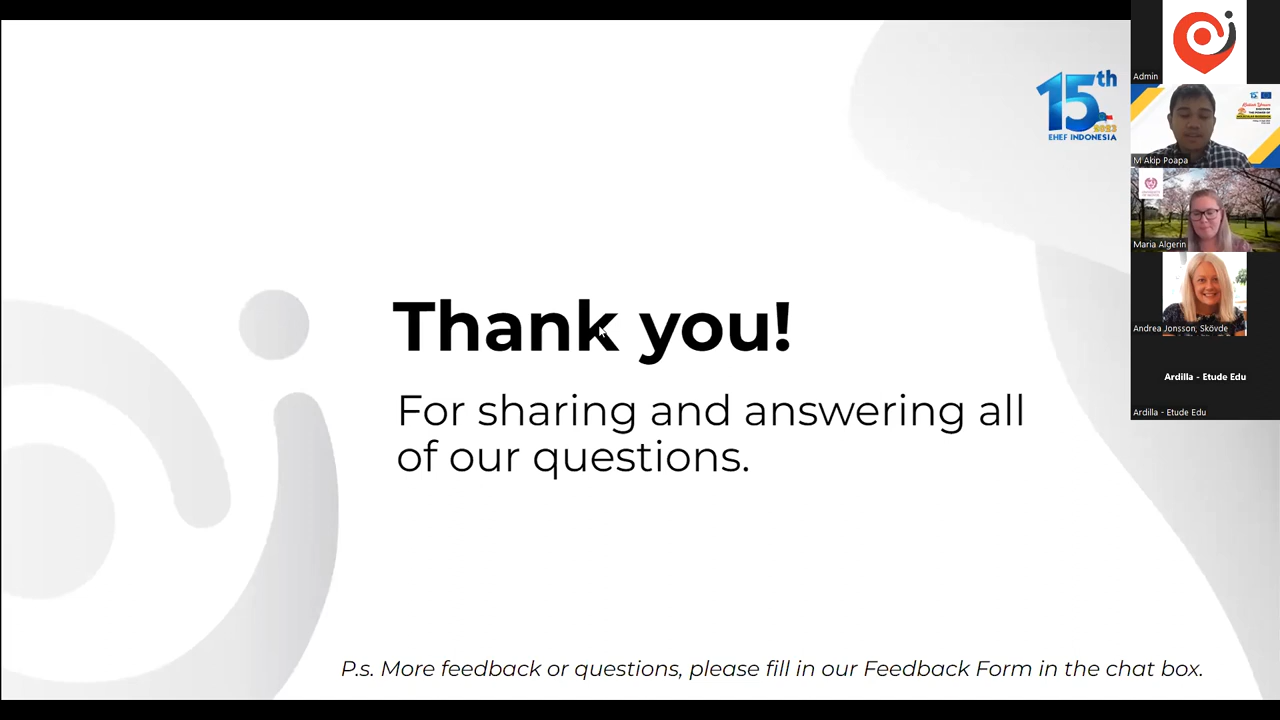 15th
2023
EHEF INDONESIA
Thank you!
For sharing and answering all
of our questions.
P.s. More feedback or questions, please fill in our Feedback Form in the chat box.
Admin
M Akip Poapa
Maria Algerin
Andrea Jonsson, Skövde
Ardilla - Etude Edu
Ardilla - Etude Edu